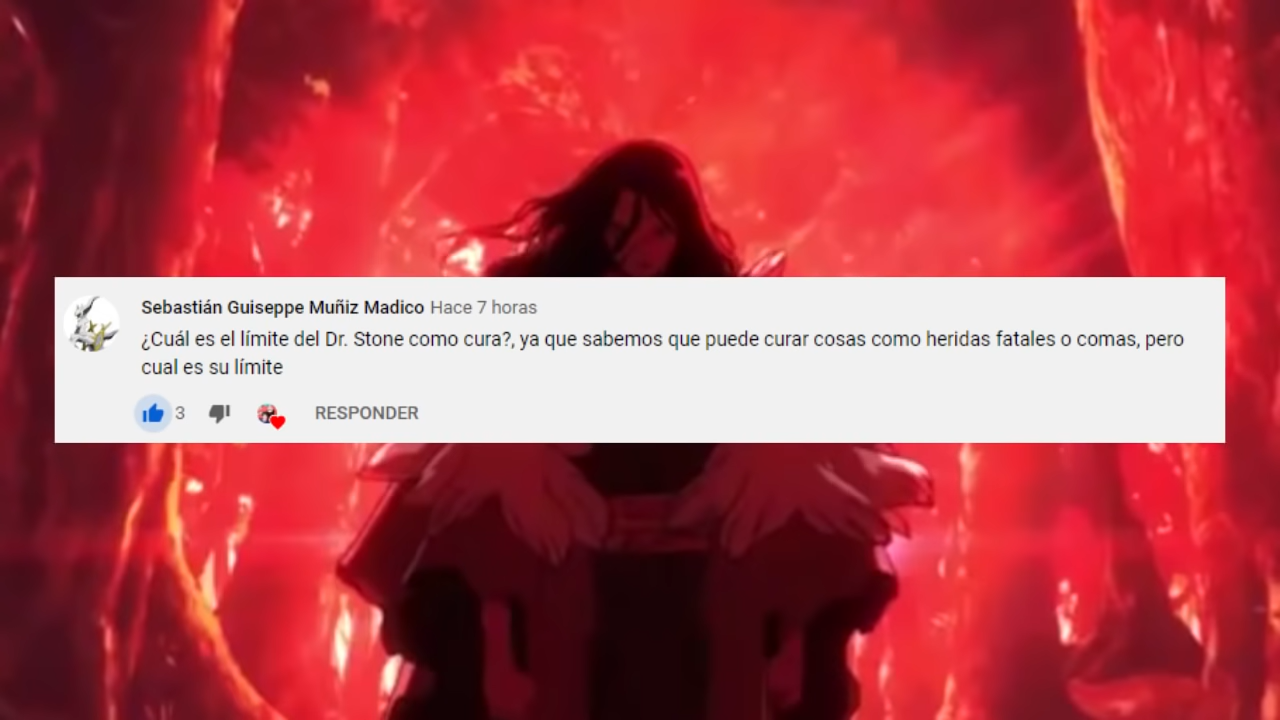 Sebastián Guiseppe Muñiz Madico Hace 7 horas
¿Cuál es el límite del Dr. Stone como cura?, ya que sabemos que puede curar cosas como heridas fatales o comas, pero
cual es su límite
3 RESPONDER